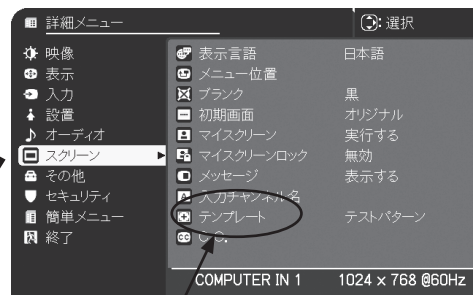 詳細メニュー
：選択
映像
表示
入力
設置
オーディオ
スクリーン
その他
セキュリティ
簡単メニュー
終了
表示言語 日本語
メニュー位置
ブランク 黒
初期画面 オリジナル
マイスクリーン 実行する
マイスクリーンロック 無効
メッセージ 表示する
入力チャンネル名
テンプレート テストパターン
C.C.
COMPUTER IN 1 1024 x 768 @60Hz